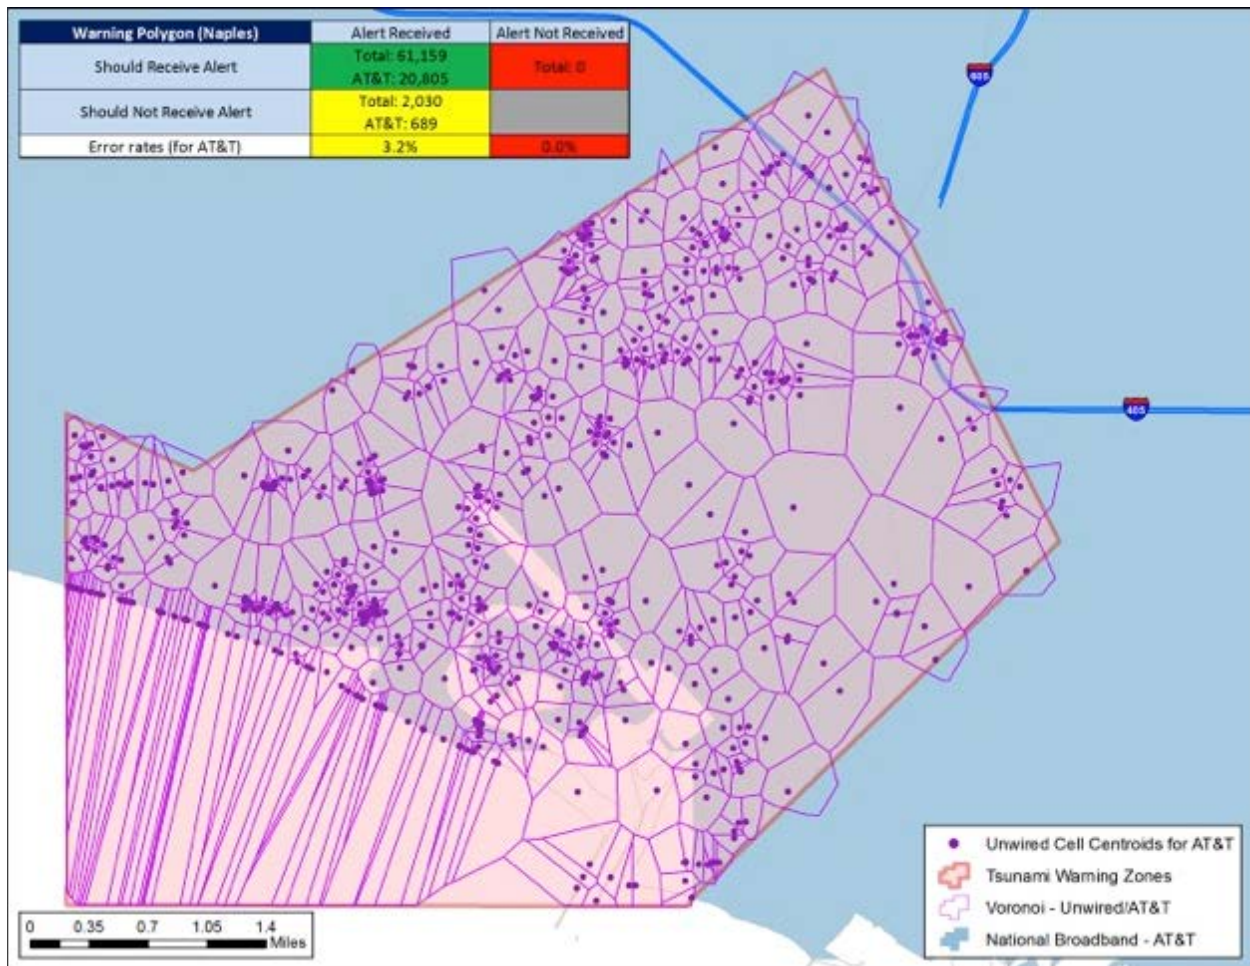 Warning Polygon (Naples) Alert Received Alert Not Received
Should Receive Alert
Total: 61,159
AT&T: 20,805
Total: 0
Should Not Receive Alert
Total: 2,030
AT&T: 689
Error rates (for AT&T) 3.2% 0.0%
605
405
Unwired Cell Centroids for AT&T
Tsunami Warning Zones
Voronoi - Unwired/AT&T
National Broadband - AT&T
0 0.35 0.7 1.05 1.4
Miles